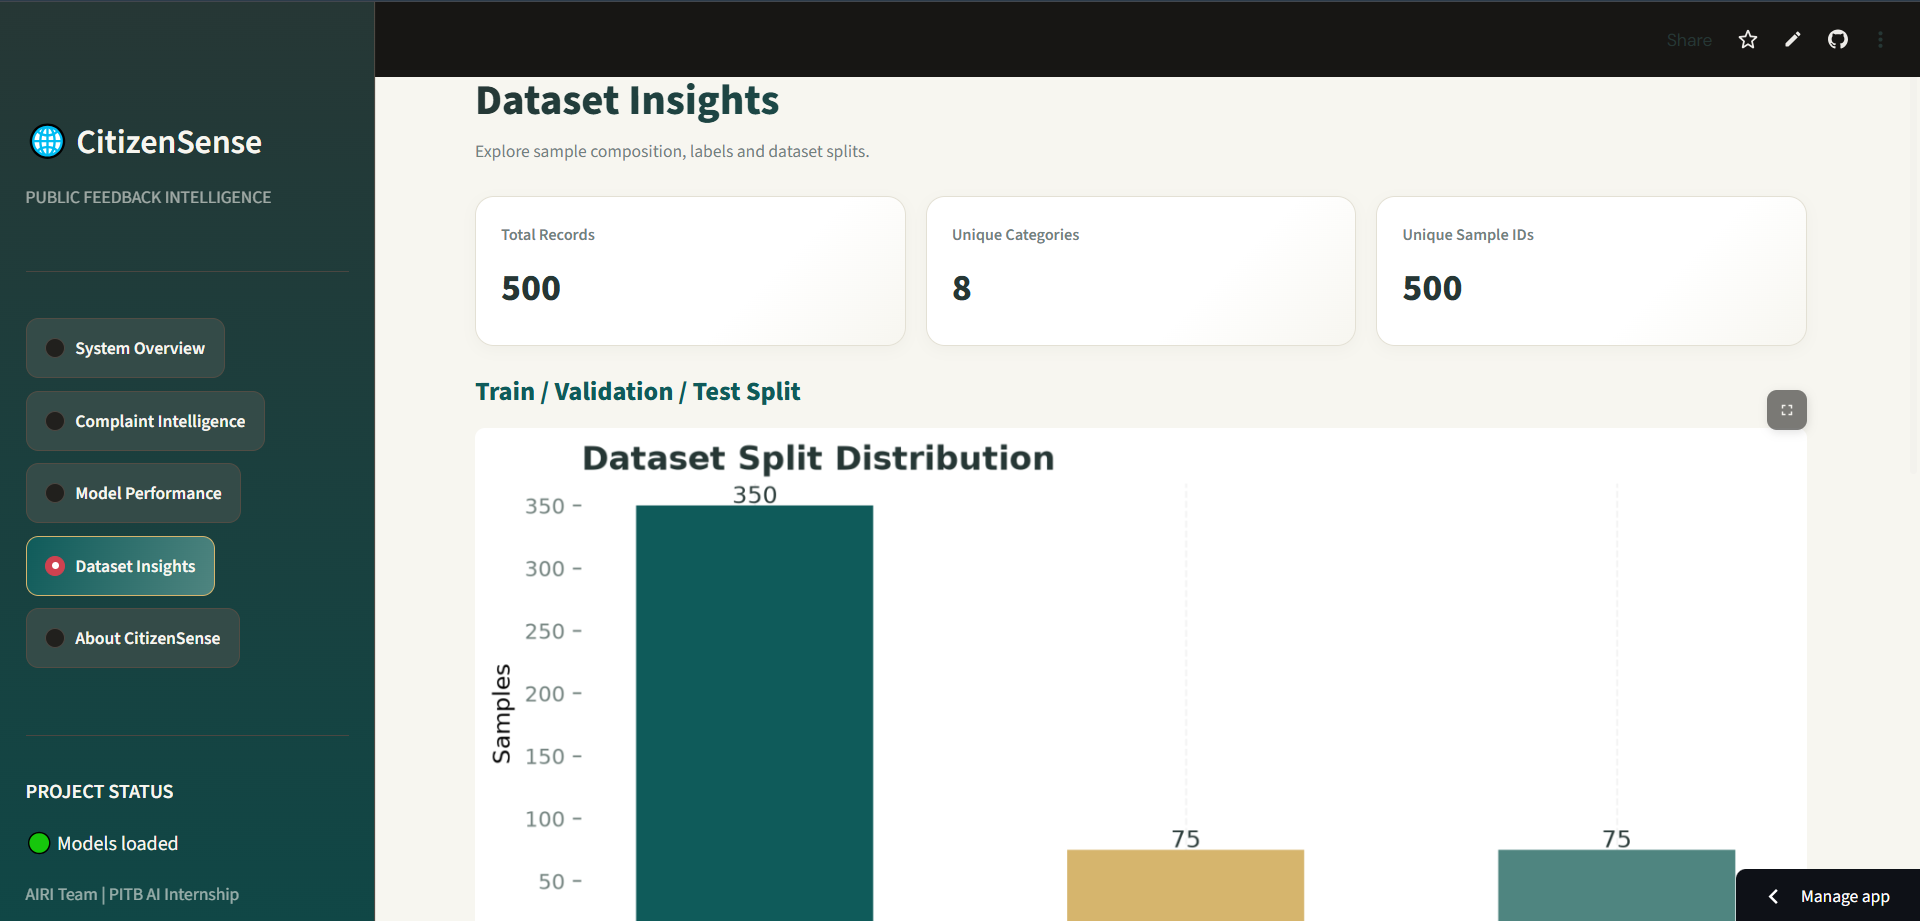 Share
CitizenSense
PUBLIC FEEDBACK INTELLIGENCE
System Overview
Complaint Intelligence
Model Performance
Dataset Insights
About CitizenSense
PROJECT STATUS
Models loaded
AIRI Team | PITB AI Internship
Dataset Insights
Explore sample composition, labels and dataset splits.
Total Records
500
Unique Categories
8
Unique Sample IDs
500
Train / Validation / Test Split
Dataset Split Distribution
Samples
350
300
250
200
150
100
50
350
75
75
Manage app